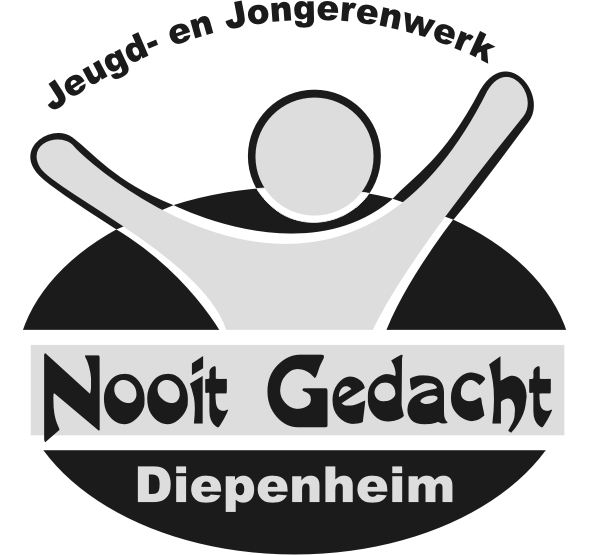 Jeugd- en Jongerenwerk
Nooit Gedacht
Diepenheim